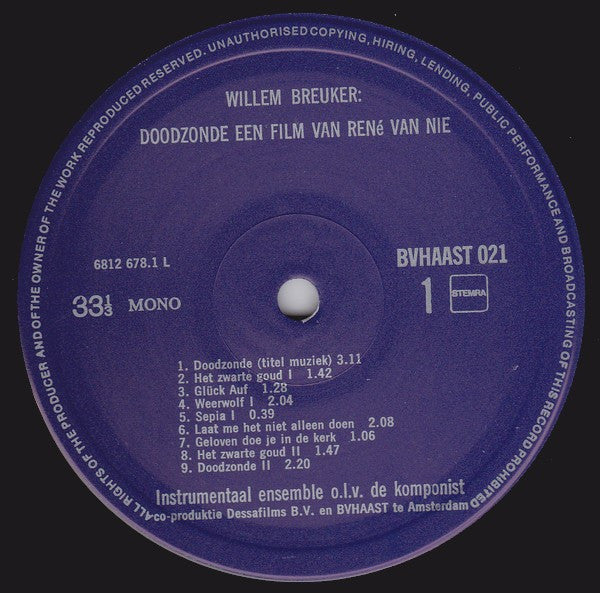 ALL RIGHTS OF THE PRODUCER AND OF THE OWNER OF THE WORK REPRODUCED RESERVED. UNAUTHORISED COPYING, HIRING, LENDING, PUBLIC PERFORMANCE AND BROADCASTING OF THIS RECORD PROHIBITED
WILLEM BREUKER:
DOODZONDE EEN FILM VAN RENé VAN NIE
6812 678.1 L
BVHAAST 021
33⅓ MONO
1 STEMRA
1. Doodzonde (titel muziek) 3.11
2. Het zwarte goud I 1.42
3. Glück Auf 1.28
4. Weerwolf I 2.04
5. Sepia I 0.39
6. Laat me het niet alleen doen 2.08
7. Geloven doe je in de kerk 1.06
8. Het zwarte goud II 1.47
9. Doodzonde II 2.20
Instrumentaal ensemble o.l.v. de komponist
co-produktie Dessafilms B.V. en BVHAAST te Amsterdam